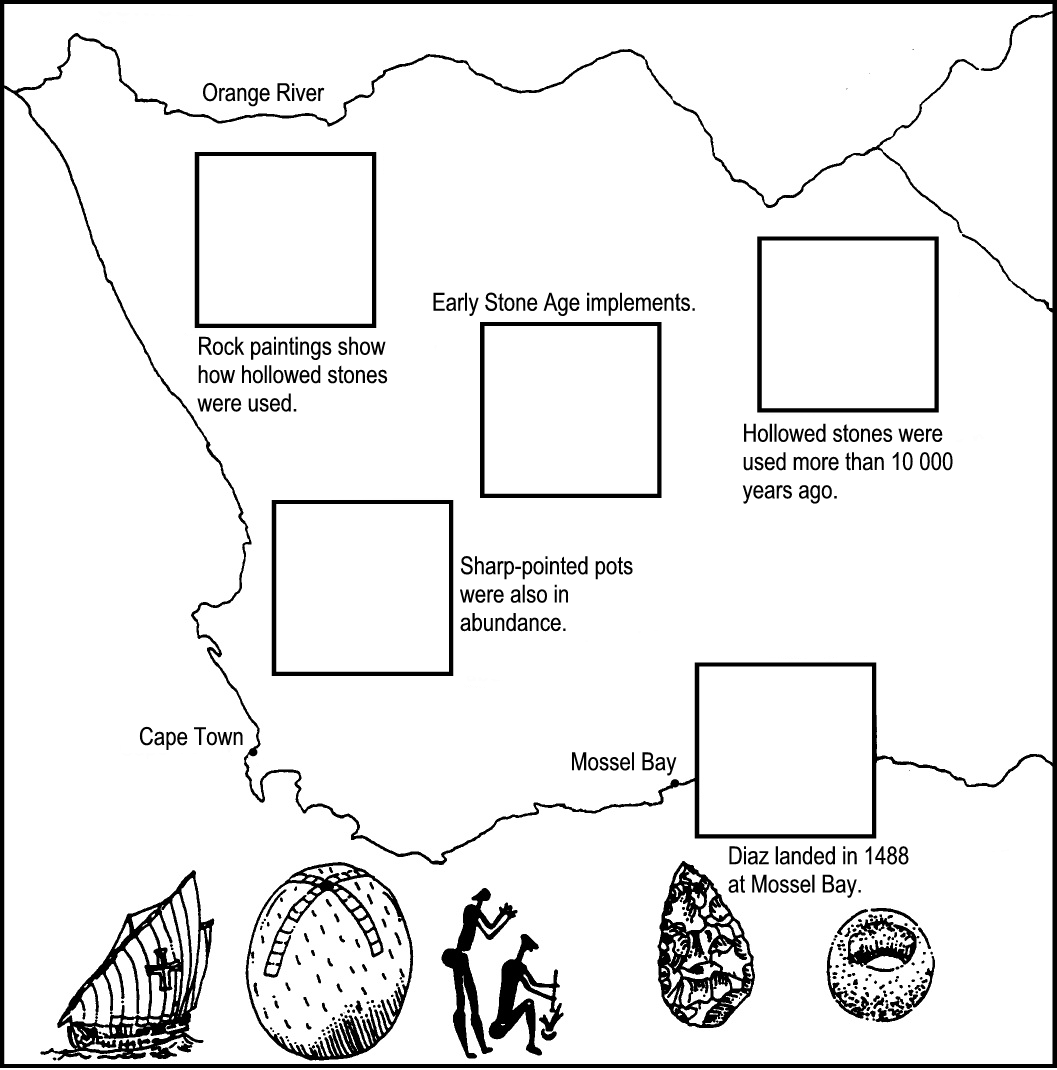 Orange River
Early Stone Age implements.
Rock paintings show
how hollowed stones
were used.
Hollowed stones were
used more than 10 000
years ago.
Sharp-pointed pots
were also in
abundance.
Cape Town
Mossel Bay
Diaz landed in 1488
at Mossel Bay.